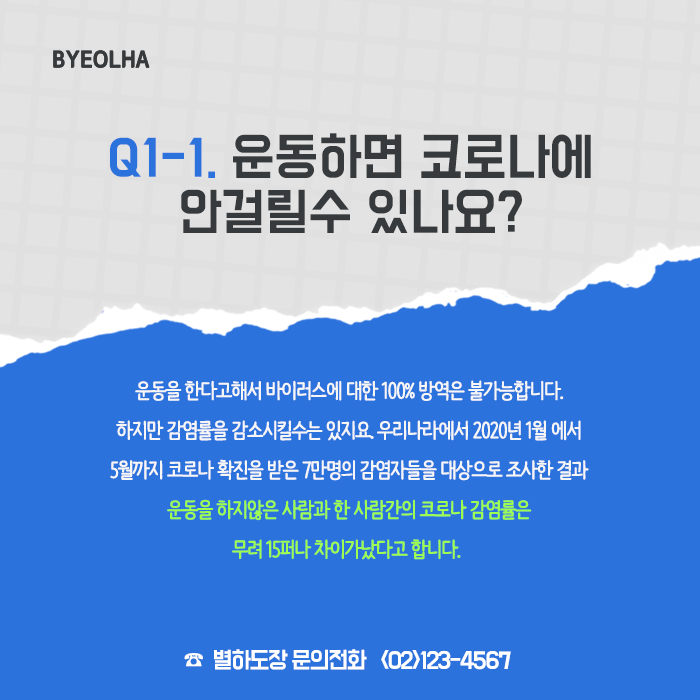 BYEOLHA
Q1-1. 운동하면 코로나에
안걸릴수 있나요?
운동을 한다고해서 바이러스에 대한 100% 방역은 불가능합니다.
하지만 감염률을 감소시킬수는 있지요. 우리나라에서 2020년 1월 에서
5월까지 코로나 확진을 받은 7만명의 감염자들을 대상으로 조사한 결과
운동을 하지않은 사람과 한 사람간의 코로나 감염률은
무려 15퍼나 차이가났다고 합니다.
☎ 별하도장 문의전화 <02>123-4567